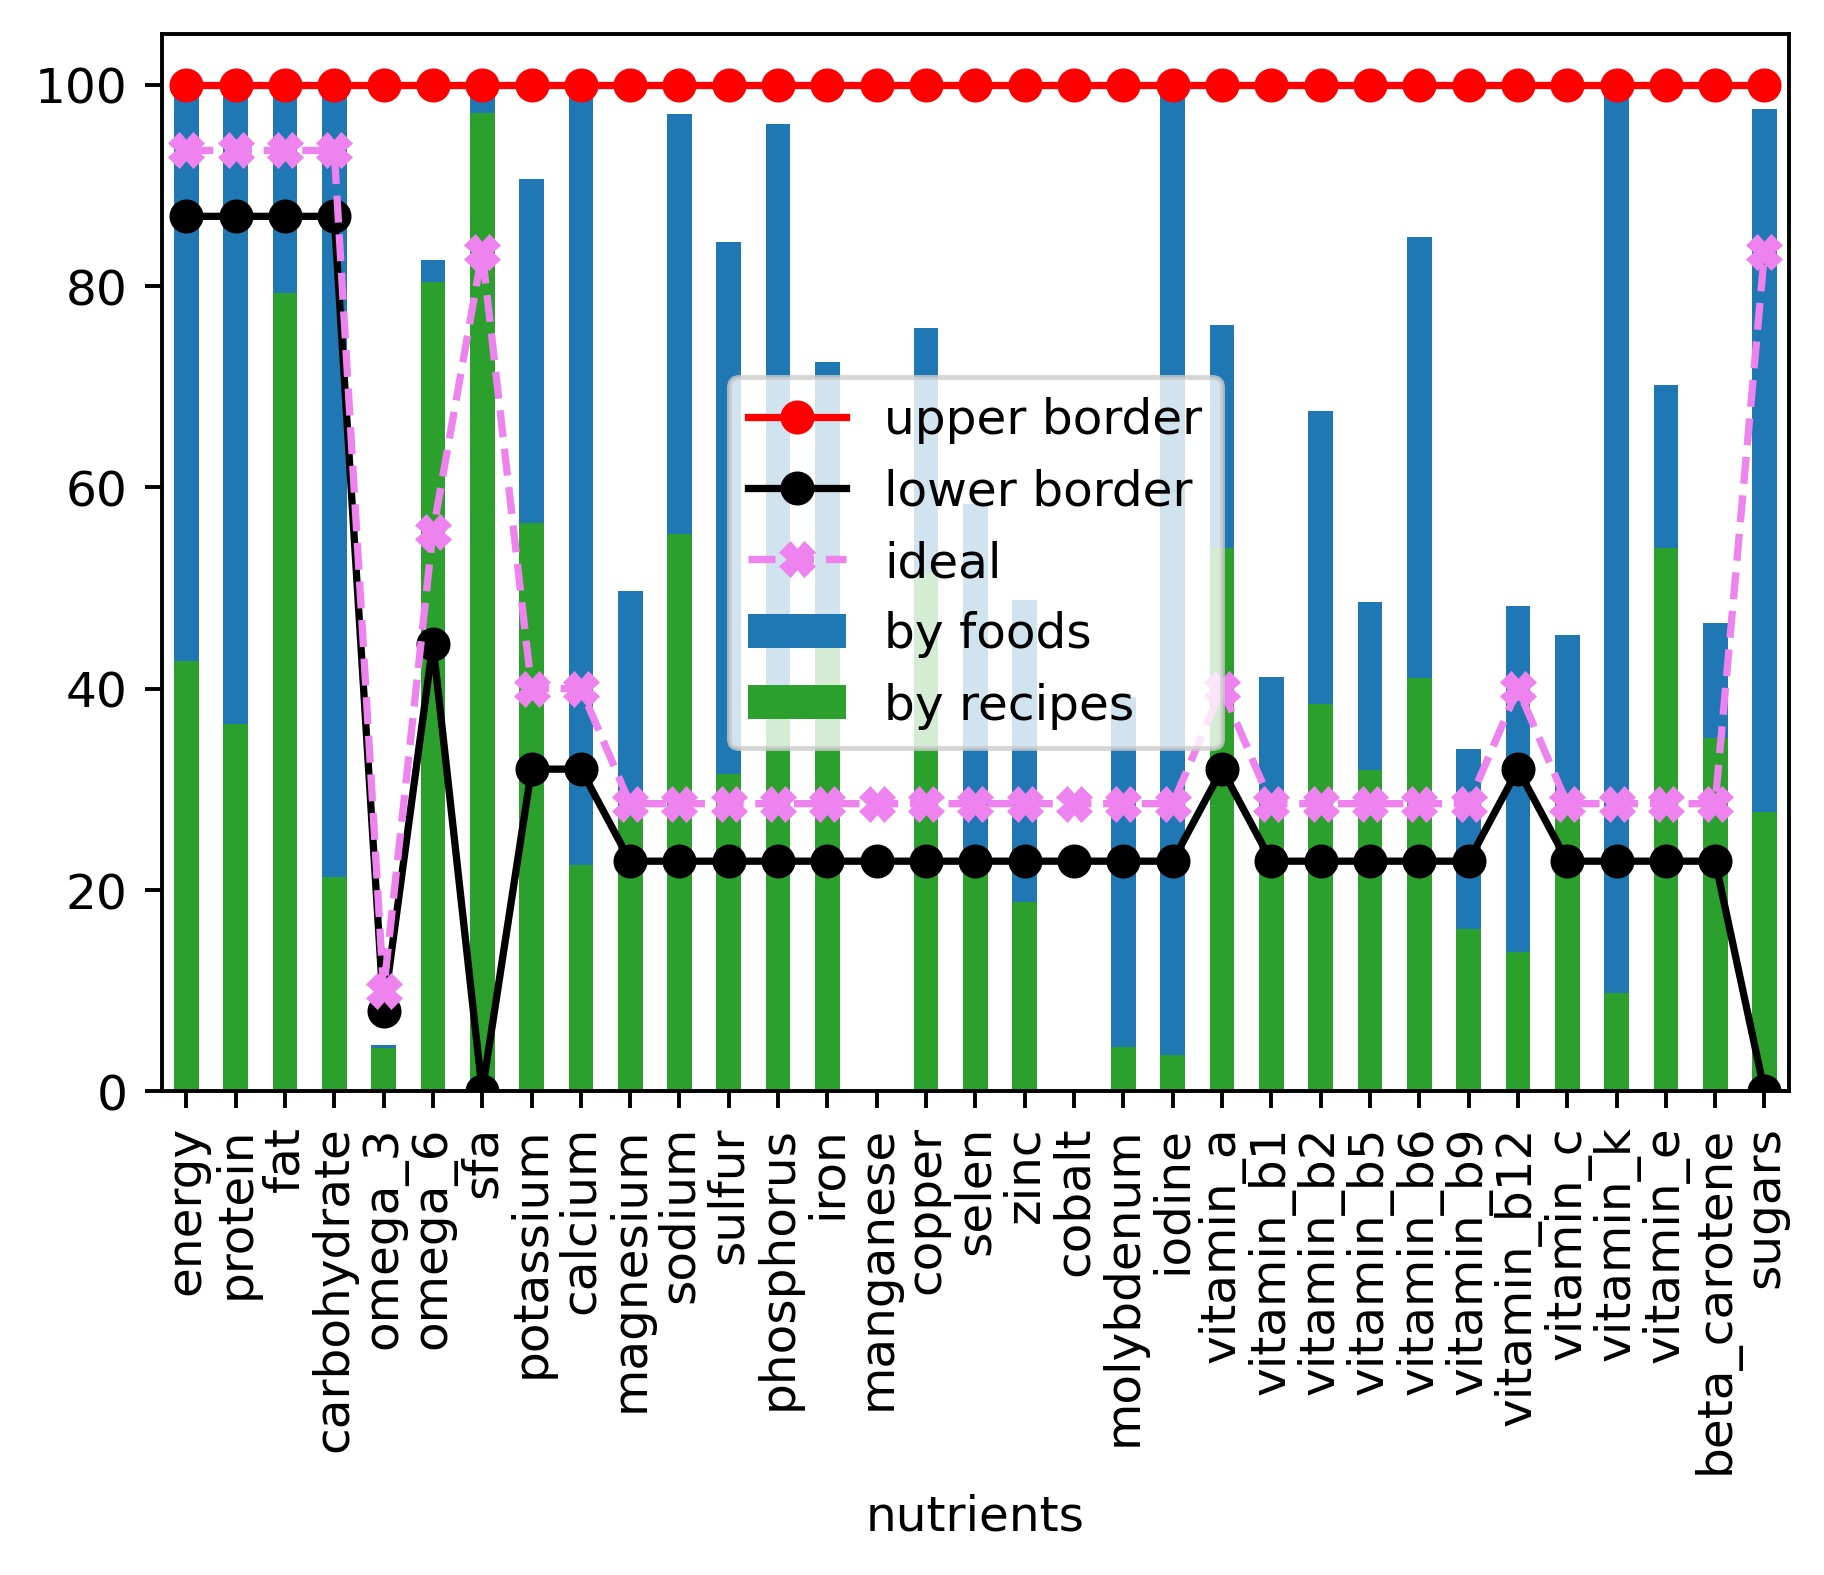 100
80
60
40
20
0
upper border
lower border
ideal
by foods
by recipes
energy
protein
fat
carbohydrate
omega_3
omega_6
sfa
potassium
calcium
magnesium
sodium
sulfur
phosphorus
iron
manganese
copper
selen
zinc
cobalt
molybdenum
iodine
vitamin_a
vitamin_b1
vitamin_b2
vitamin_b5
vitamin_b6
vitamin_b9
vitamin_b12
vitamin_c
vitamin_k
vitamin_e
beta_carotene
sugars
nutrients